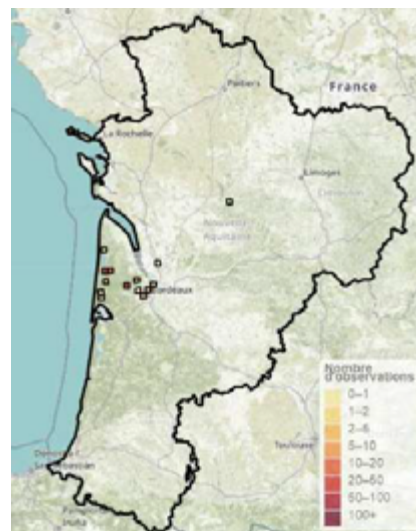 Poitiers
France
La Rochelle
Limoges
Nouvelle-
Aquitaine
Bordeaux
Toulouse
Nombre
d'observations
0–1
1–2
2–5
5–10
10–20
20–50
50–100
100+